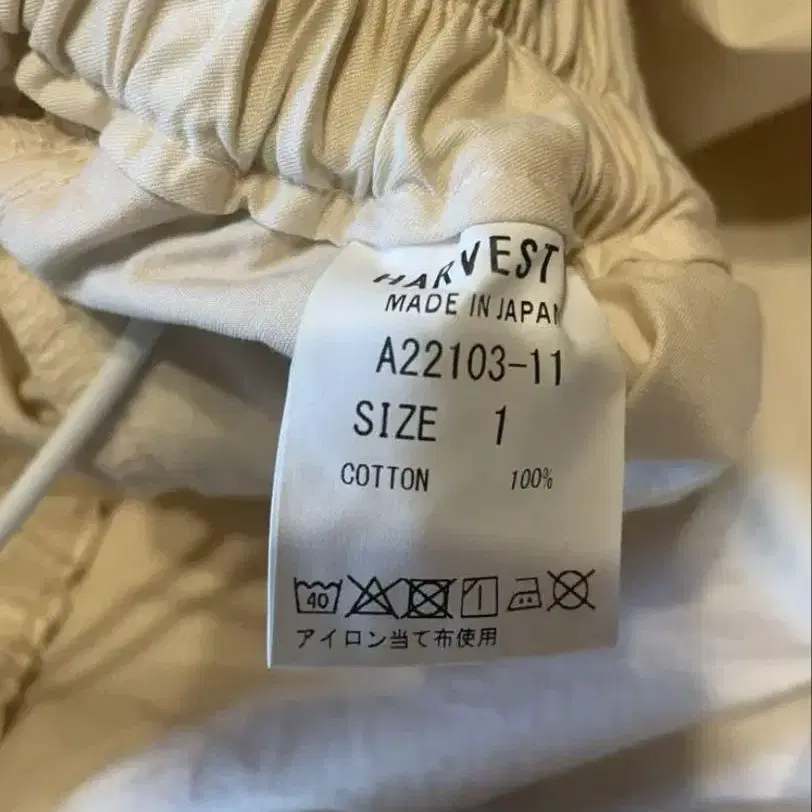 HARVEST
MADE IN JAPAN
A22103-11
SIZE 1
COTTON 100%
40
アイロン当て布使用